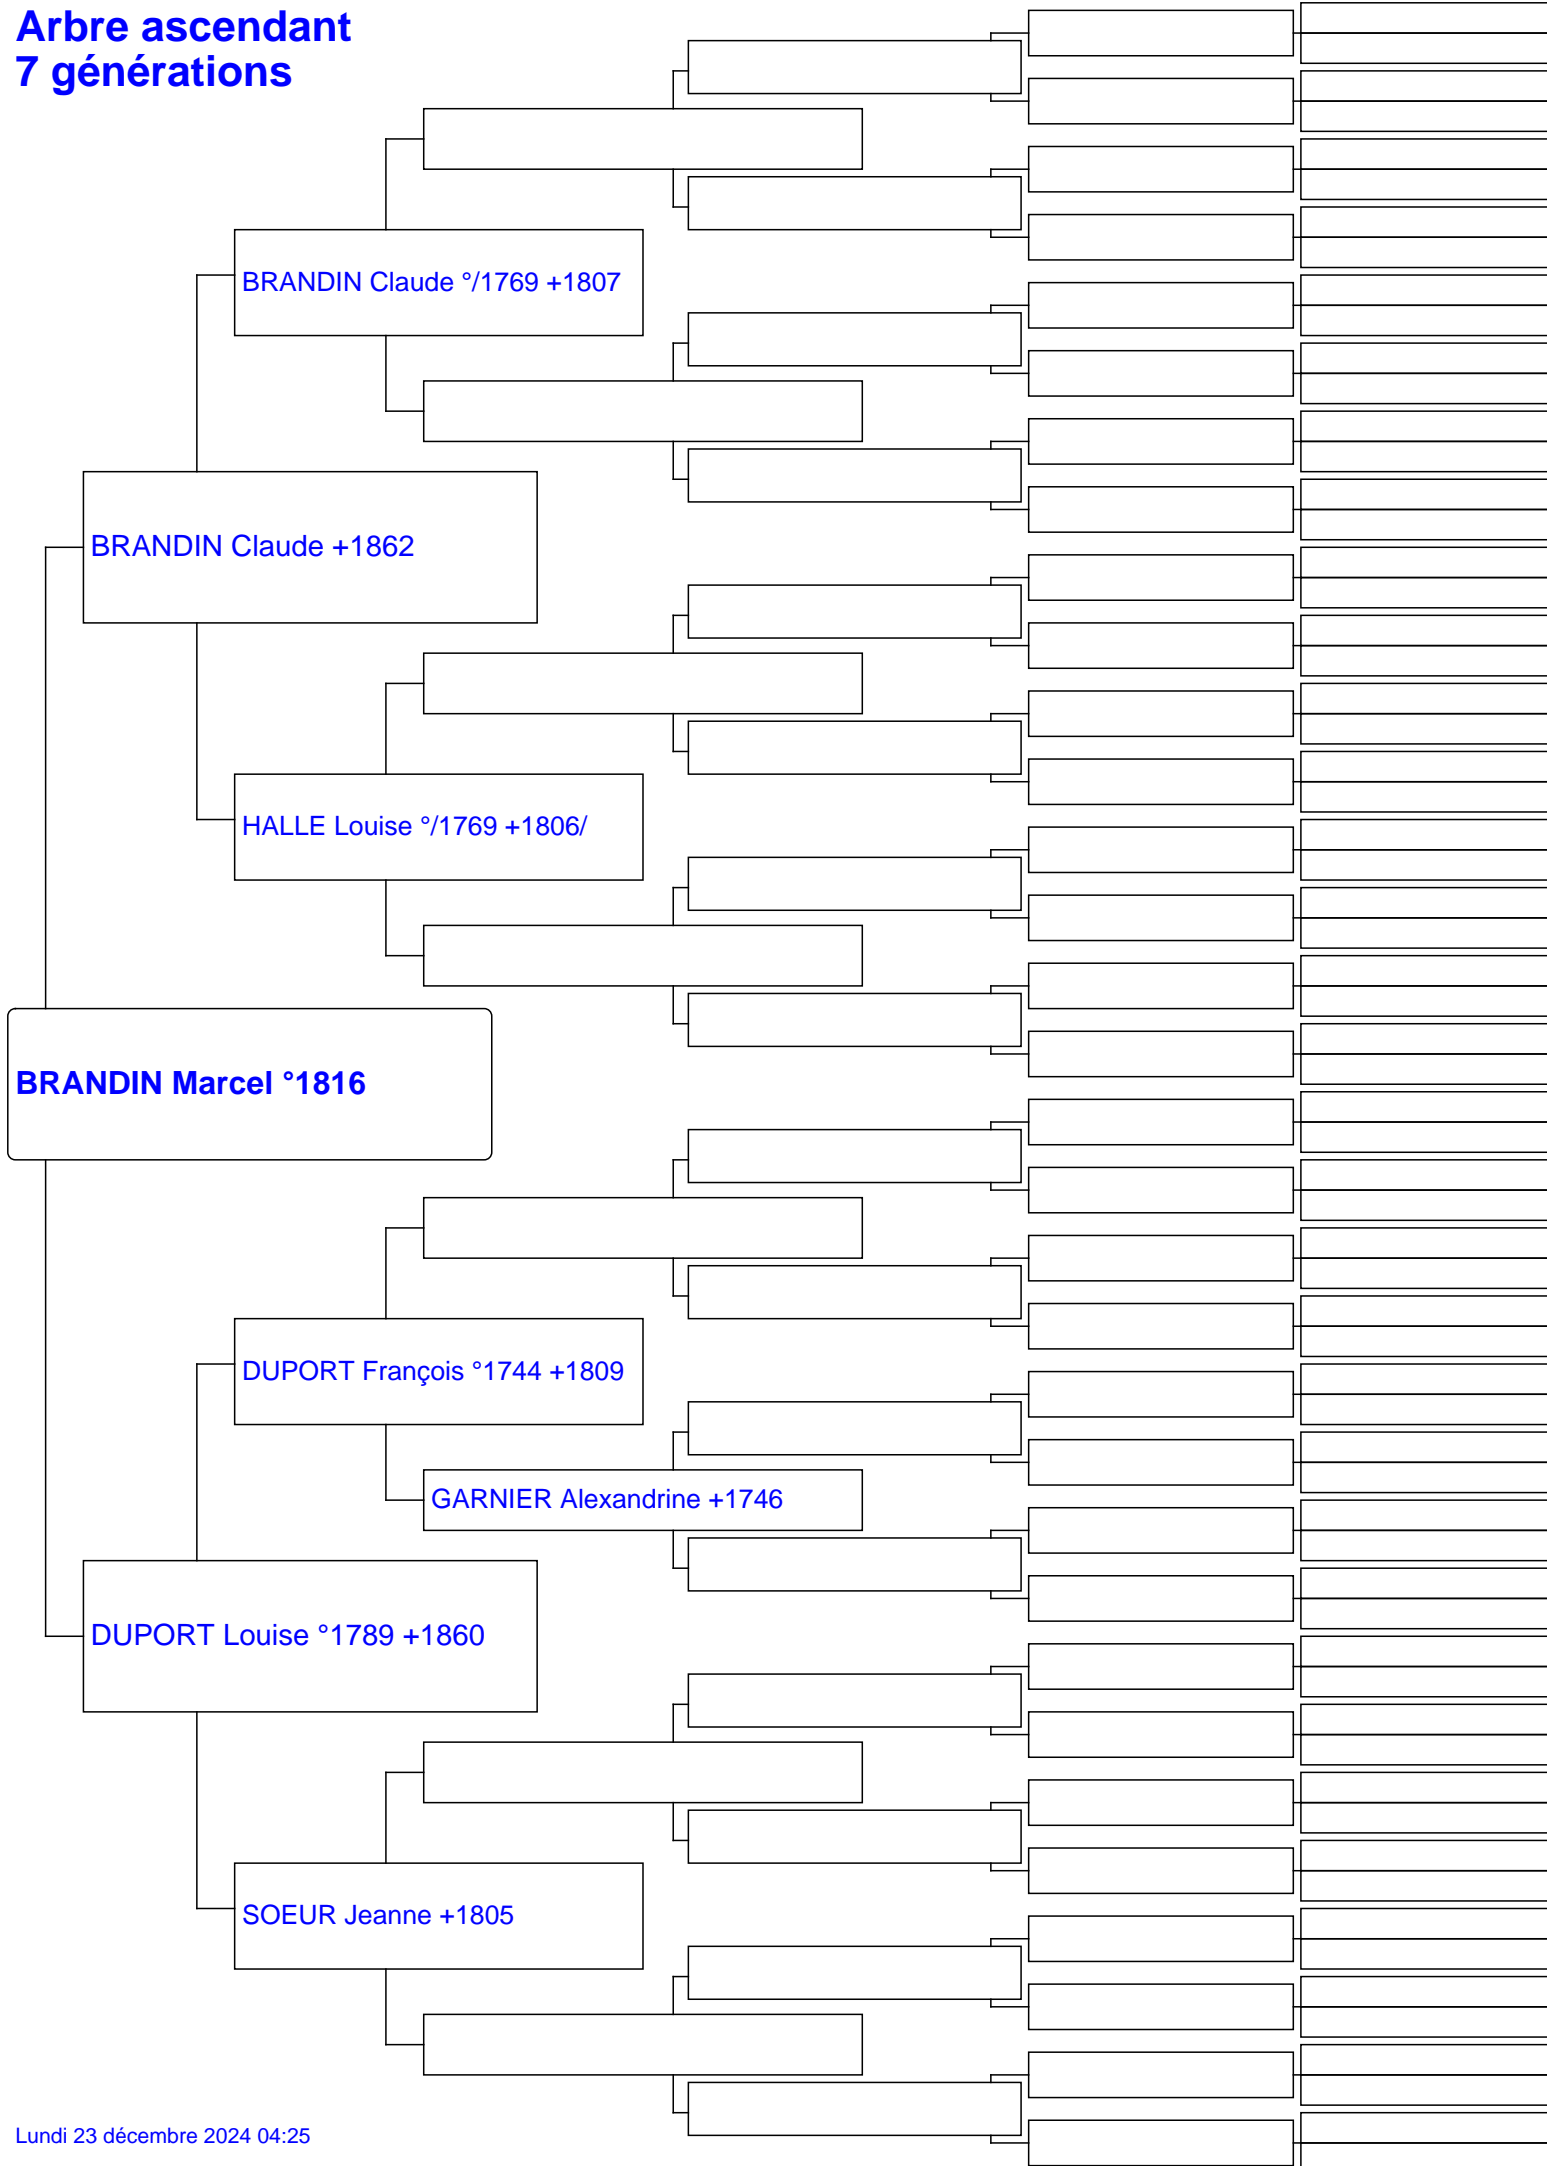 Arbre ascendant
7 générations
BRANDIN Claude °/1769 +1807
BRANDIN Claude +1862
HALLE Louise °/1769 +1806/
BRANDIN Marcel °1816
DUPORT François °1744 +1809
GARNIER Alexandrine +1746
DUPORT Louise °1789 +1860
SOEUR Jeanne +1805
Lundi 23 décembre 2024 04:25